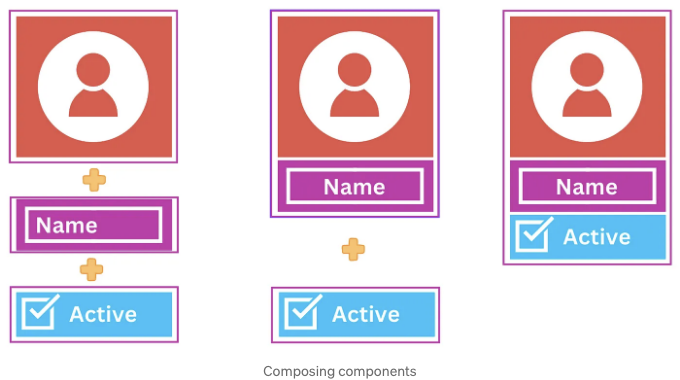 Name
Active
Name
Active
Name
Active
Composing components